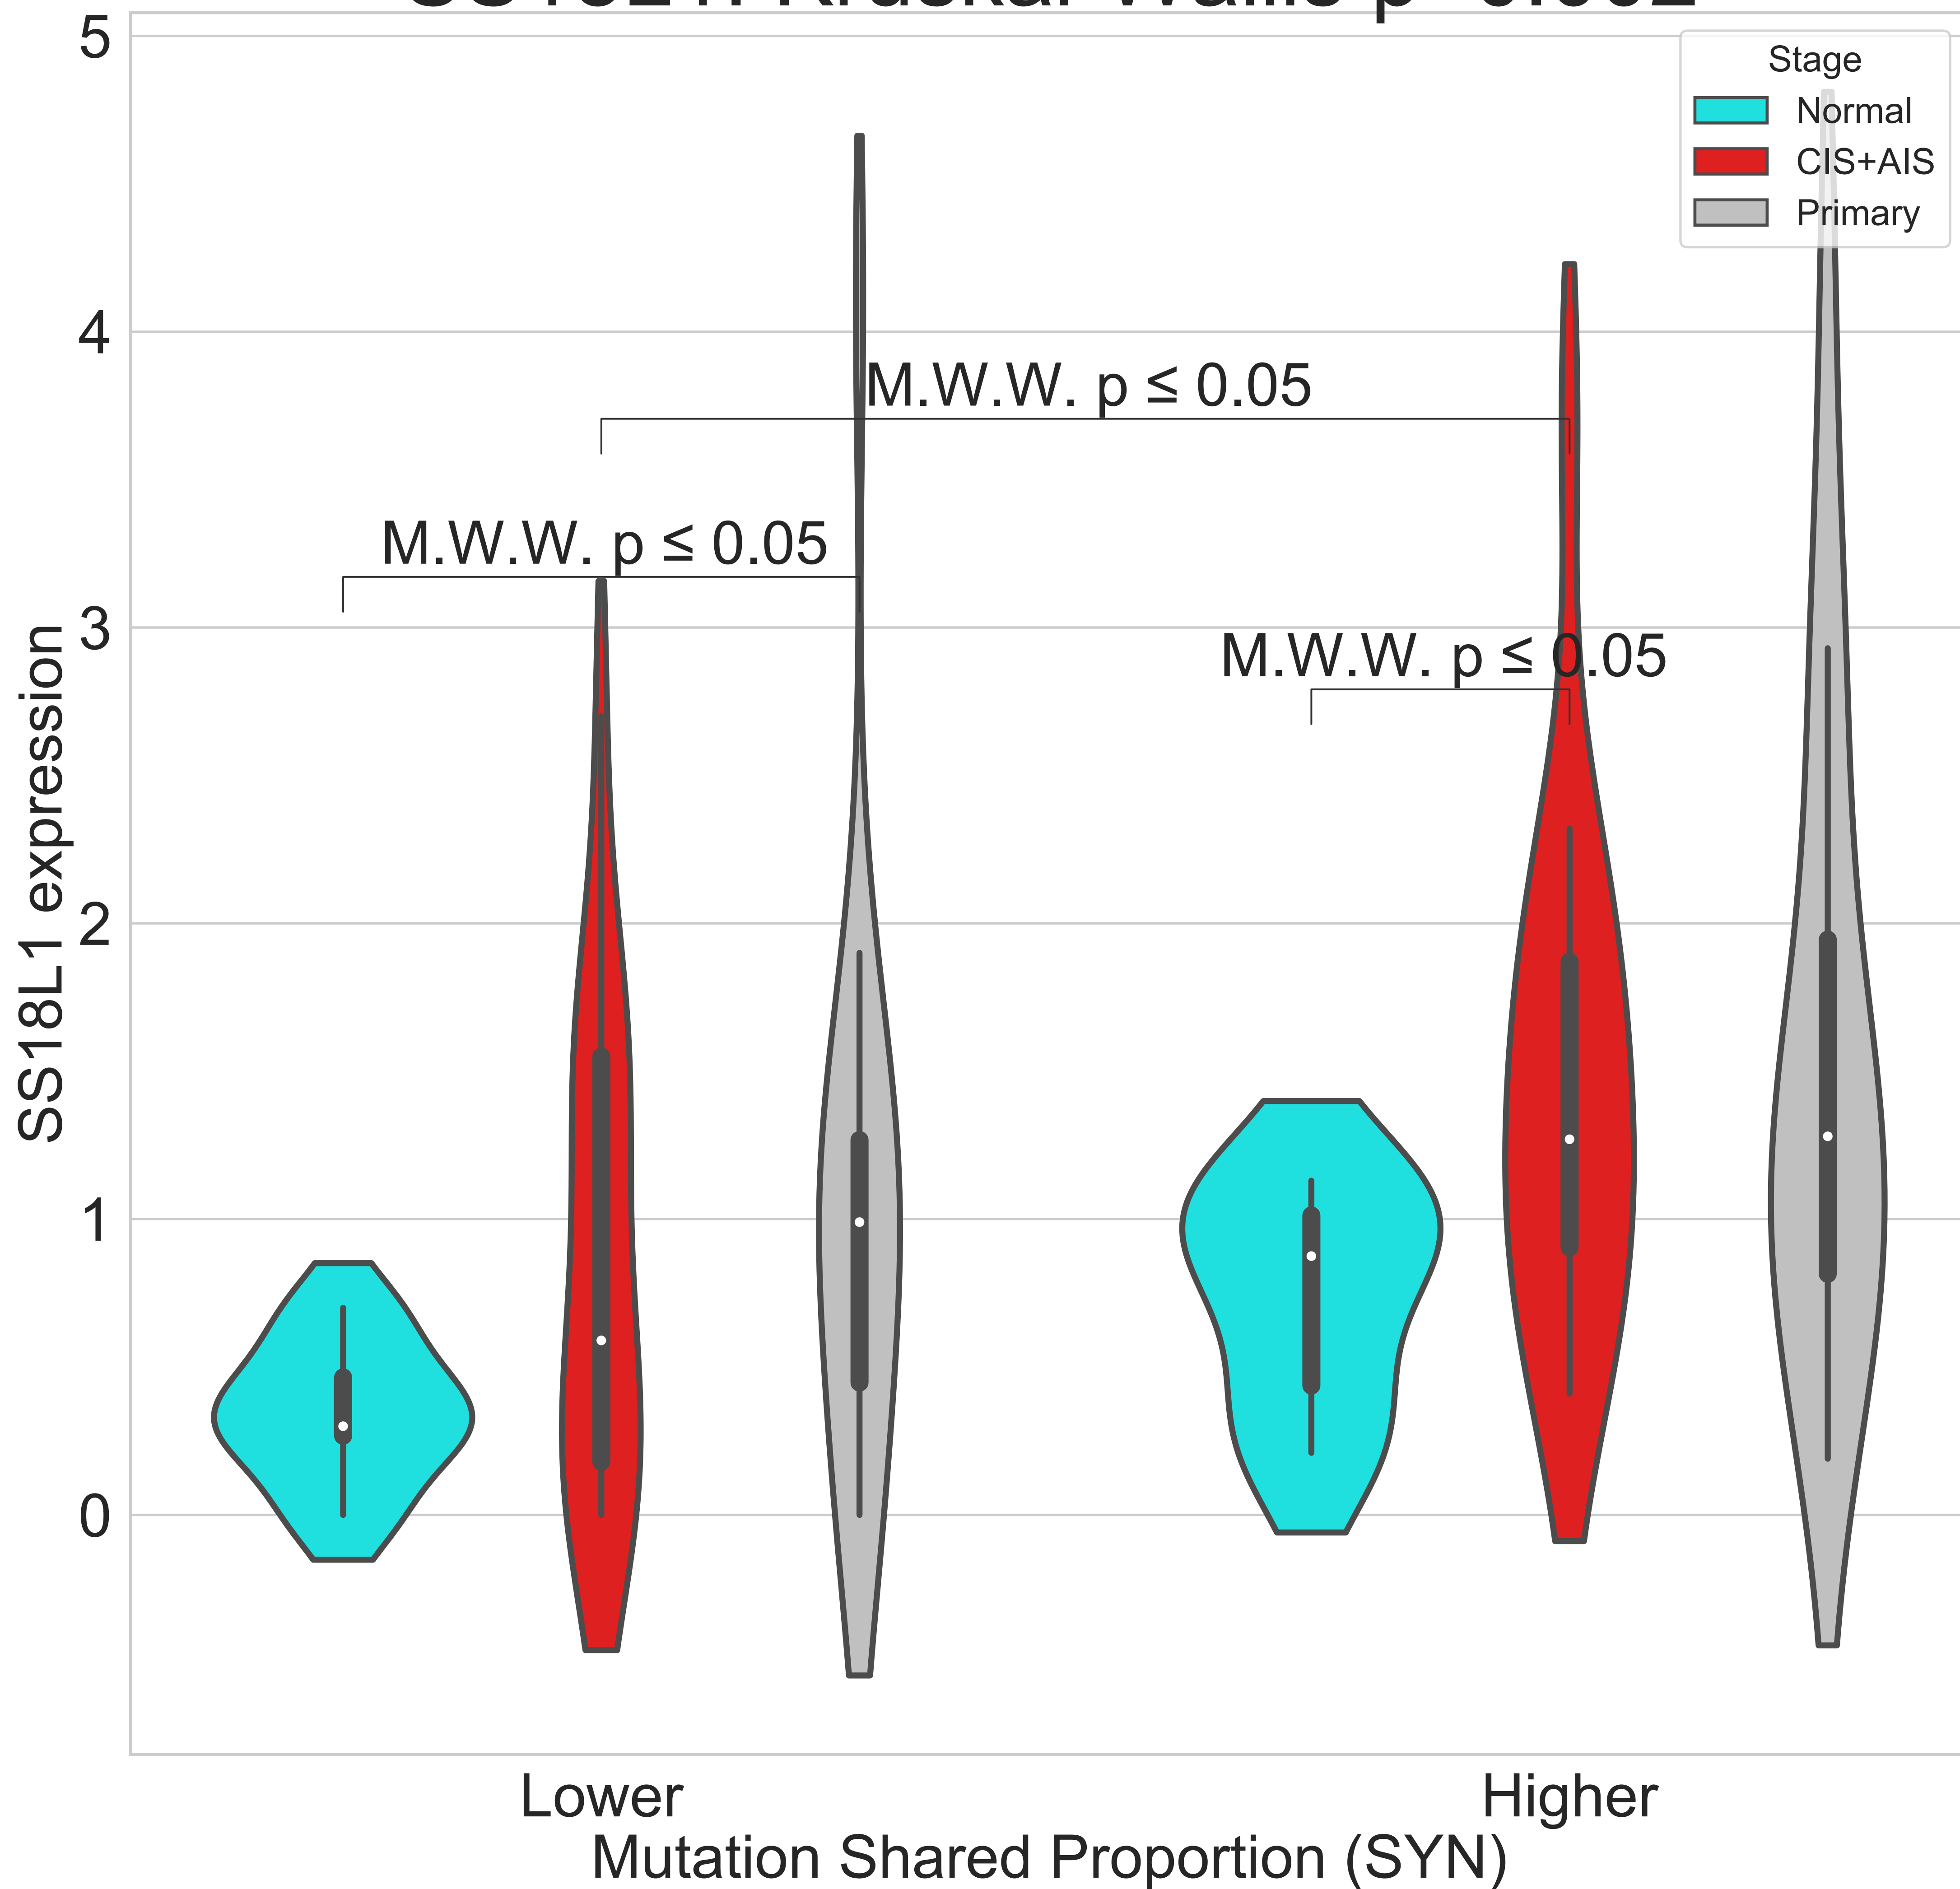 5
Stage
Normal
CIS+AIS
Primary
4
M.W.W. p ≤ 0.05
M.W.W. p ≤ 0.05
3
M.W.W. p ≤ 0.05
SS18L1 expression
2
1
0
Lower
Higher
Mutation Shared Proportion (SYN)